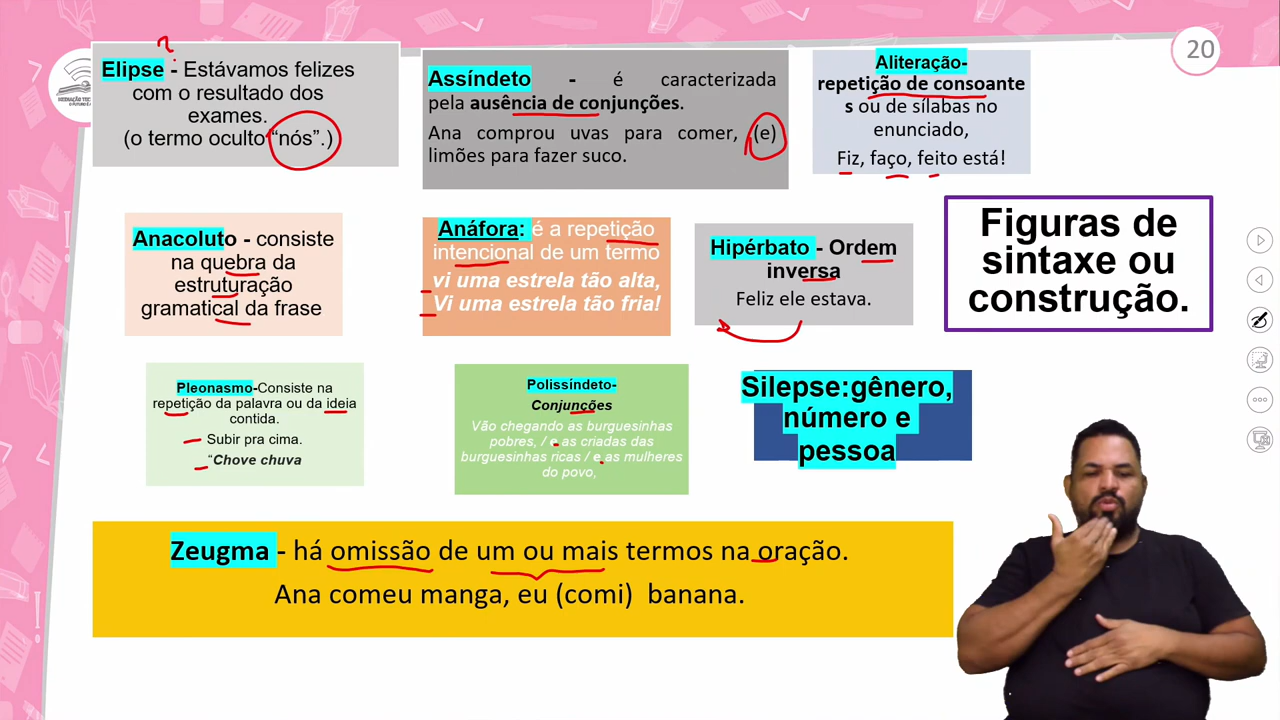 20
Elipse - Estávamos felizes
com o resultado dos
exames.
(o termo oculto “nós”.)
Assíndeto - é caracterizada
pela ausência de conjunções.
Ana comprou uvas para comer, (e)
limões para fazer suco.
Aliteração-
repetição de consoante
s ou de sílabas no
enunciado,
Fiz, faço, feito está!
Anacoluto - consiste
na quebra da
estruturação
gramatical da frase
Anáfora: é a repetição
intencional de um termo
vi uma estrela tão alta,
Vi uma estrela tão fria!
Hipérbato - Ordem
inversa
Feliz ele estava.
Figuras de
sintaxe ou
construção.
Pleonasmo-Consiste na
repetição da palavra ou da ideia
contida.
Subir pra cima.
“Chove chuva
Polissíndeto-
Conjunções
Vão chegando as burguesinhas
pobres, / e as criadas das
burguesinhas ricas / e as mulheres
do povo,
Silepse:gênero,
número e
pessoa
Zeugma - há omissão de um ou mais termos na oração.
Ana comeu manga, eu (comi) banana.